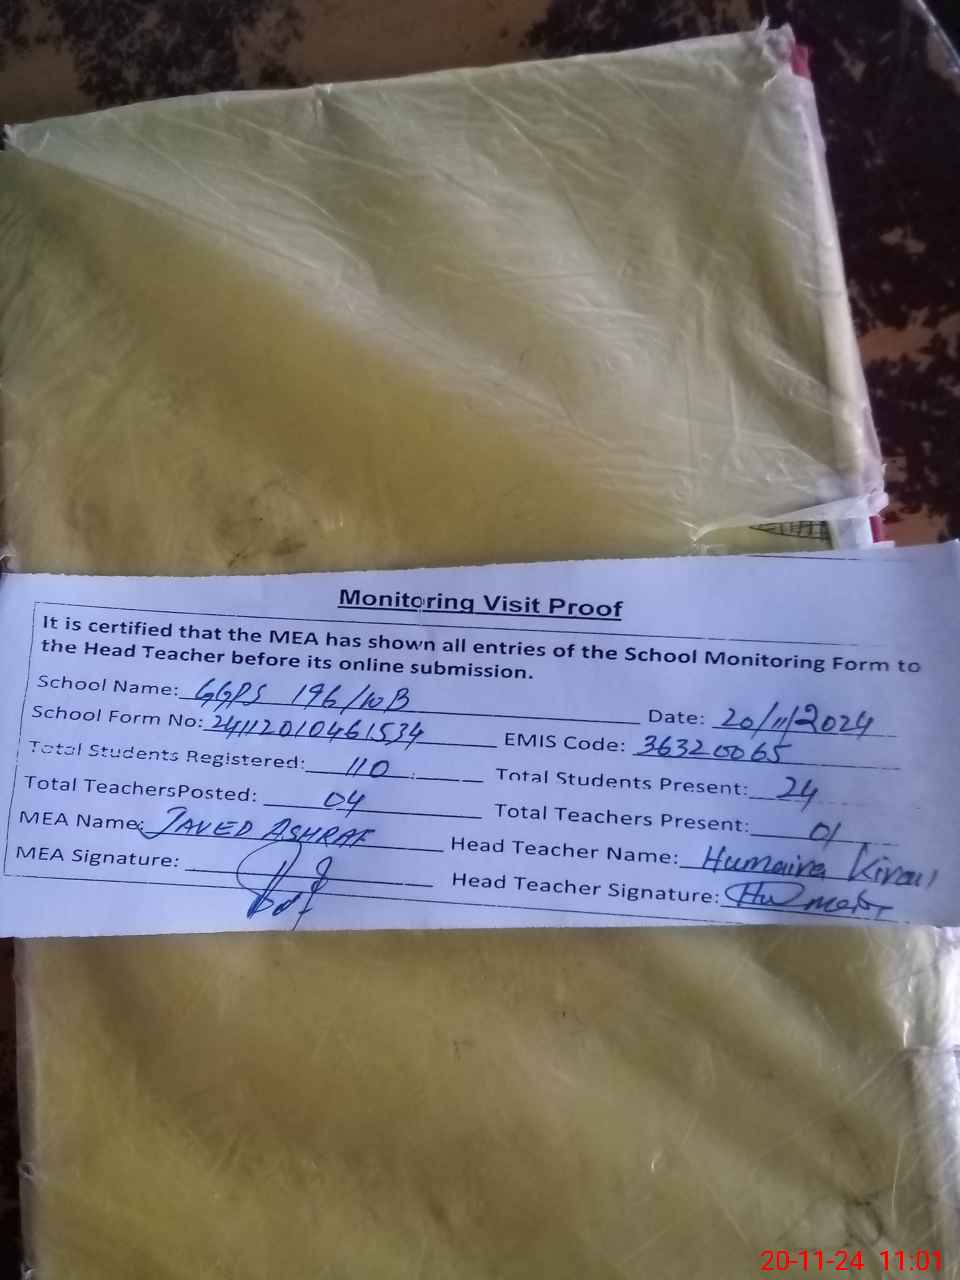 Monitoring Visit Proof
It is certified that the MEA has shown all entries of the School Monitoring Form to
the Head Teacher before its online submission.
School Name: GGPS 196/10B Date: 20/11/2024
School Form No: 24112010461534 EMIS Code: 36320065
Total Students Registered: 110 Total Students Present: 24
Total TeachersPosted: 04 Total Teachers Present: 01
MEA Name: JAVED ASHRAF Head Teacher Name: Humaira Kiran
MEA Signature: Head Teacher Signature:
20-11-24 11:01